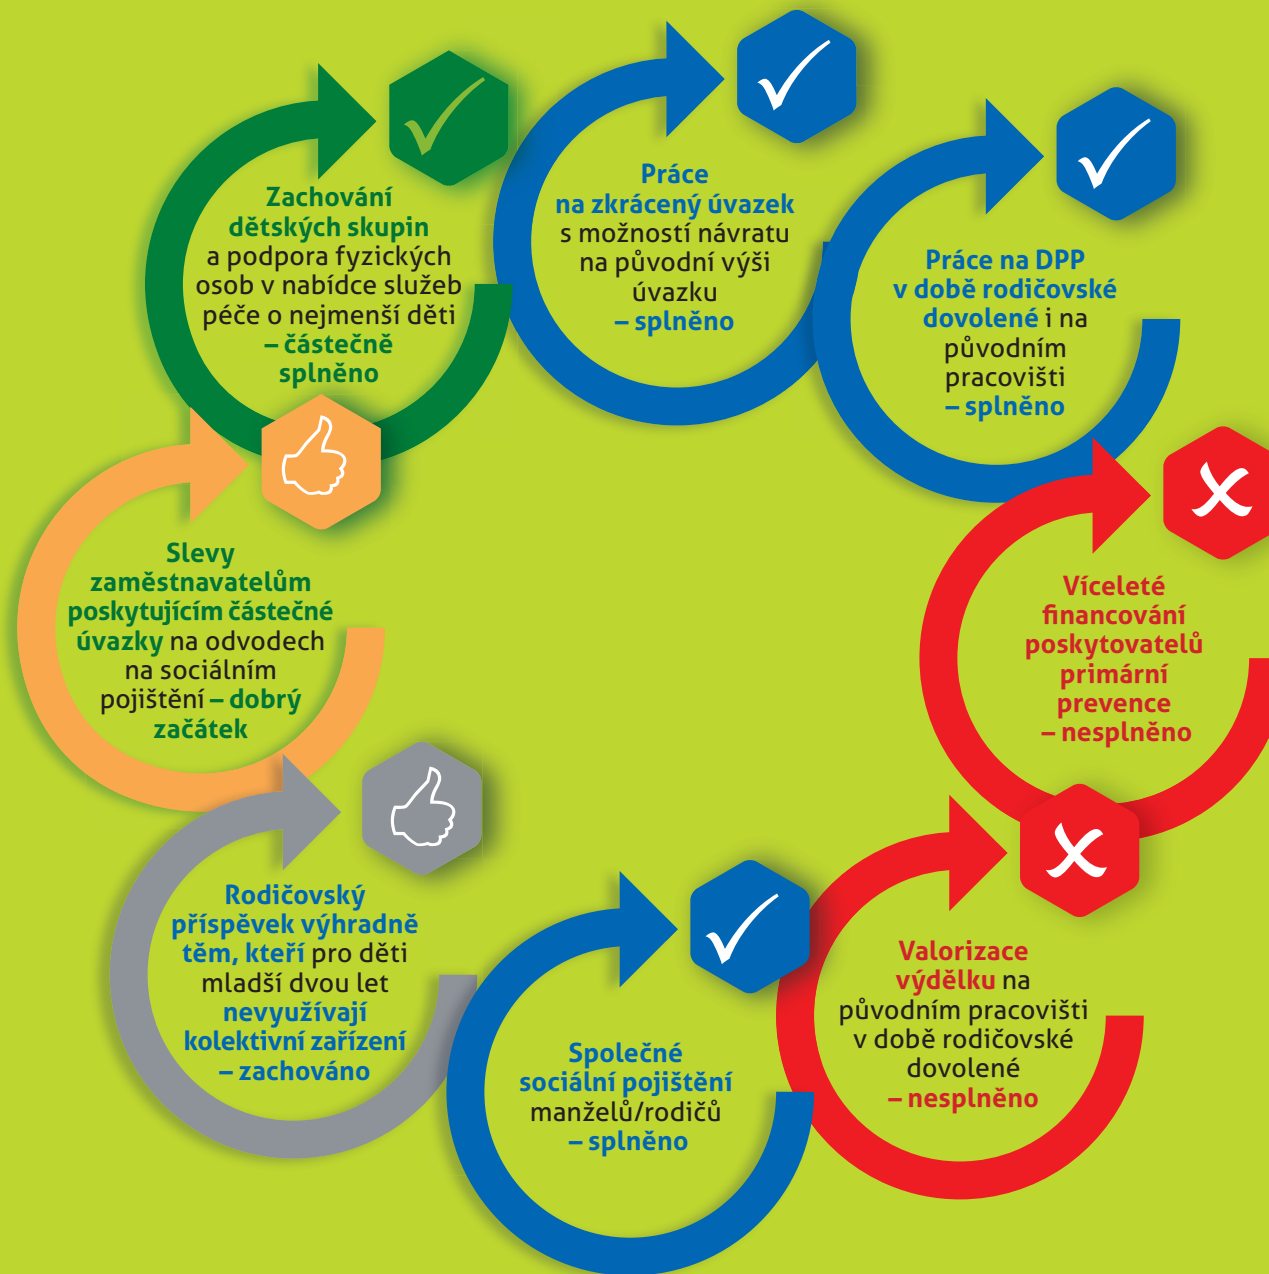 Zachování
dětských skupin
a podpora fyzických
osob v nabídce služeb
péče o nejmenší děti
– částečně
splněno
Práce
na zkrácený úvazek
s možností návratu
na původní výši
úvazku
– splněno
Práce na DPP
v době rodičovské
dovolené i na
původním
pracovišti
– splněno
Víceleté
financování
poskytovatelů
primární
prevence
– nesplněno
Valorizace
výdělku na
původním pracovišti
v době rodičovské
dovolené
– nesplněno
Společné
sociální pojištění
manželů/rodičů
– splněno
Rodičovský
příspěvek výhradně
těm, kteří pro děti
mladší dvou let
nevyužívají
kolektivní zařízení
– zachováno
Slevy
zaměstnavatelům
poskytujícím částečné
úvazky na odvodech
na sociálním
pojištění – dobrý
začátek